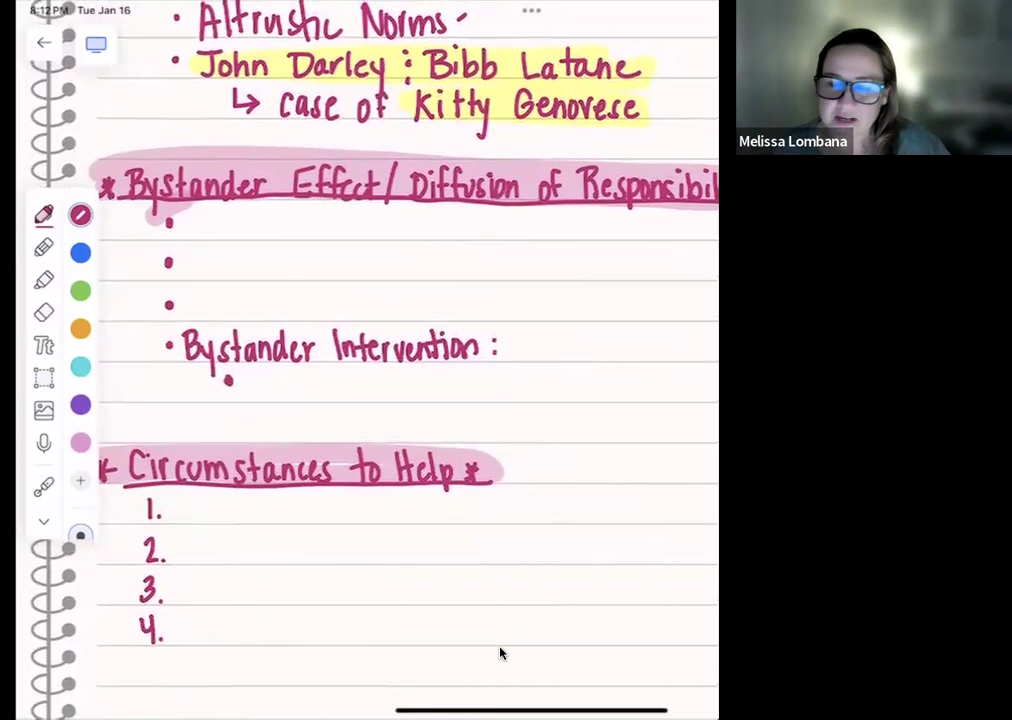 8:12 PM Tue Jan 16
• Altruistic Norms -
• John Darley : Bibb Latane
↳ case of Kitty Genovese
Melissa Lombana
* Bystander Effect / Diffusion of Responsibil
•
•
•
Tt
• Bystander Intervention :
•
* Circumstances to Help *
1.
2.
3.
4.